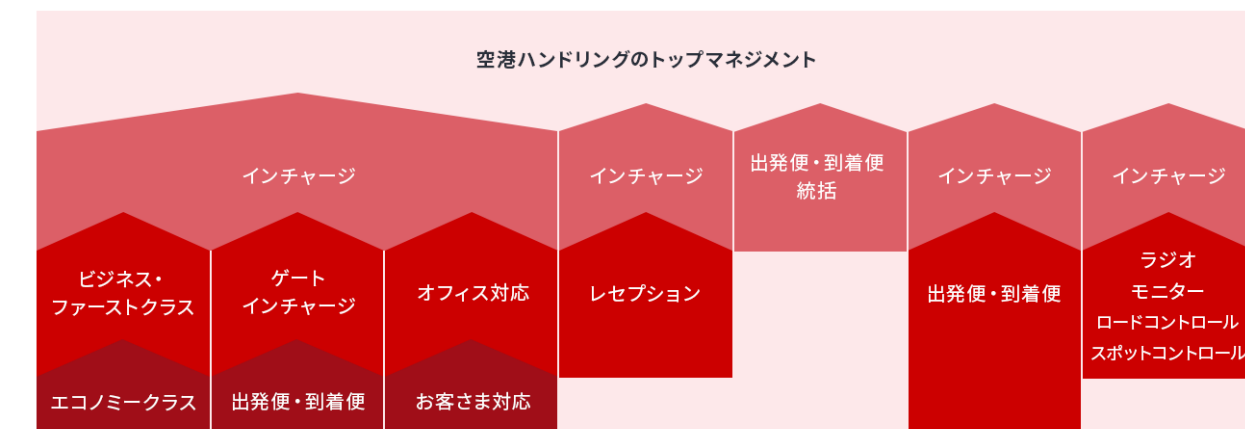 空港ハンドリングのトップマネジメント
インチャージ
インチャージ
出発便・到着便
統括
インチャージ
インチャージ
ビジネス・
ファーストクラス
ゲート
インチャージ
オフィス対応
レセプション
出発便・到着便
ラジオ
モニター
ロードコントロール
スポットコントロール
エコノミークラス
出発便・到着便
お客さま対応